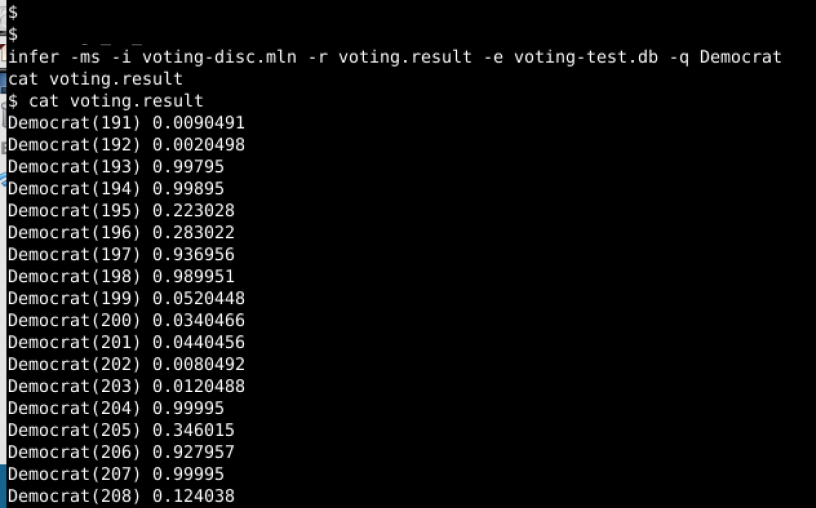 $
$
infer -ms -i voting-disc.mln -r voting.result -e voting-test.db -q Democrat
cat voting.result
$ cat voting.result
Democrat(191) 0.0090491
Democrat(192) 0.0020498
Democrat(193) 0.99795
Democrat(194) 0.99895
Democrat(195) 0.223028
Democrat(196) 0.283022
Democrat(197) 0.936956
Democrat(198) 0.989951
Democrat(199) 0.0520448
Democrat(200) 0.0340466
Democrat(201) 0.0440456
Democrat(202) 0.0080492
Democrat(203) 0.0120488
Democrat(204) 0.99995
Democrat(205) 0.346015
Democrat(206) 0.927957
Democrat(207) 0.99995
Democrat(208) 0.124038